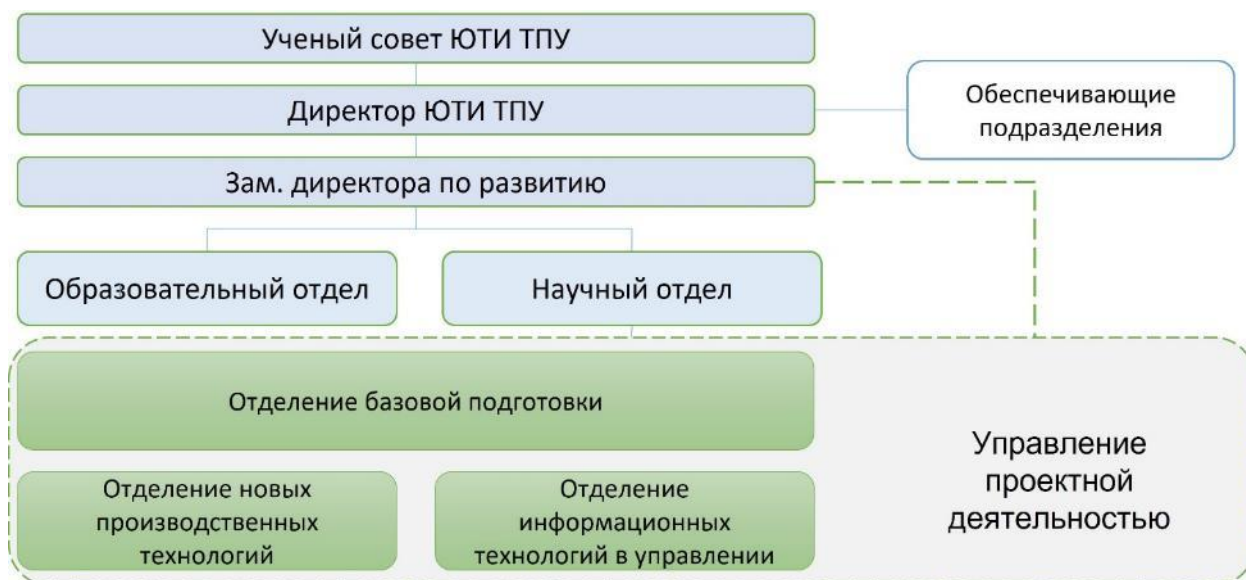 Ученый совет ЮТИ ТПУ
Директор ЮТИ ТПУ
Обеспечивающие
подразделения
Зам. директора по развитию
Образовательный отдел
Научный отдел
Отделение базовой подготовки
Управление
проектной
деятельностью
Отделение новых
производственных
технологий
Отделение
информационных
технологий в управлении